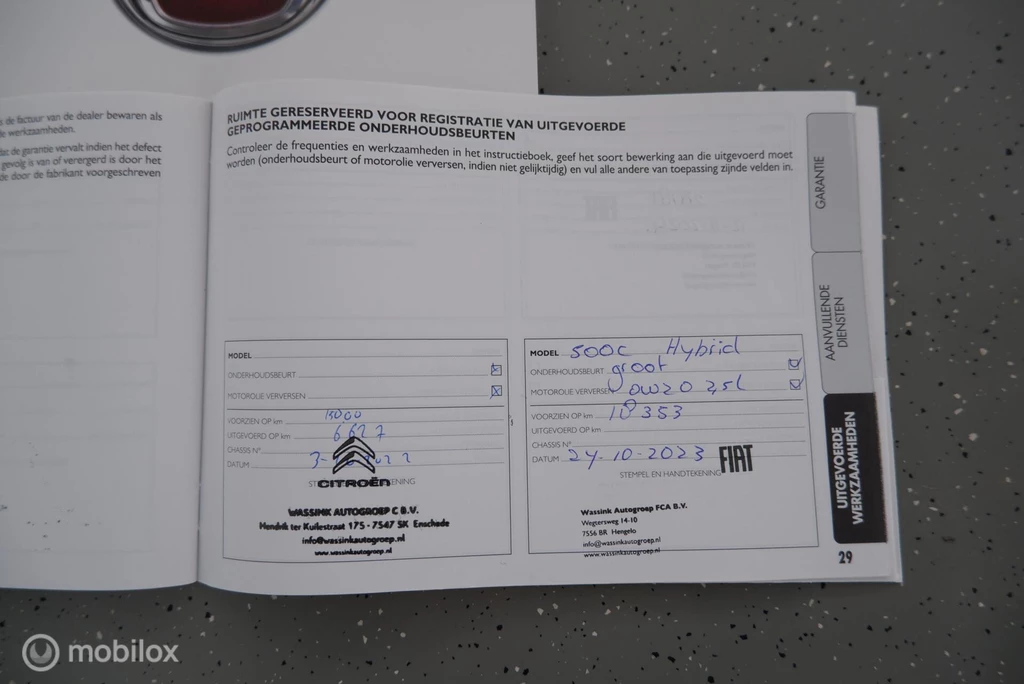 s de factuur van de dealer bewaren als
le werkzaamheden.
at de garantie vervalt indien het defect
gevolg is van of verergerd is door het
de door de fabrikant voorgeschreven
RUIMTE GERESERVEERD VOOR REGISTRATIE VAN UITGEVOERDE
GEPROGRAMMEERDE ONDERHOUDSBEURTEN
Controleer de frequenties en werkzaamheden in het instructieboek, geef het soort bewerking aan die uitgevoerd moet
worden (onderhoudsbeurt of motorolie verversen, indien niet gelijktijdig) en vul alle andere van toepassing zijnde velden in.
MODEL
ONDERHOUDSBEURT
MOTOROLIE VERVERSEN
VOORZIEN OP km 15000
UITGEVOERD OP km 6627
CHASSIS N°
DATUM
CITROËN
WASSINK AUTOGROEP C B.V.
Hendrik ter Kuilestraat 175 - 7547 SK Enschede
info@wassinkautogroep.nl
www.wassinkautogroep.nl
MODEL 500c Hybrid
ONDERHOUDSBEURT groot
MOTOROLIE VERVERSEN 0W20 2,5L
VOORZIEN OP km 10353
UITGEVOERD OP km
CHASSIS N°
DATUM 24-10-2023
FIAT
STEMPEL EN HANDTEKENING
Wassink Autogroep FCA B.V.
Wegtersweg 14-10
7556 BR Hengelo
info@wassinkautogroep.nl
www.wassinkautogroep.nl
GARANTIE
AANVULLENDE
DIENSTEN
UITGEVOERDE
WERKZAAMHEDEN
29
mobilox